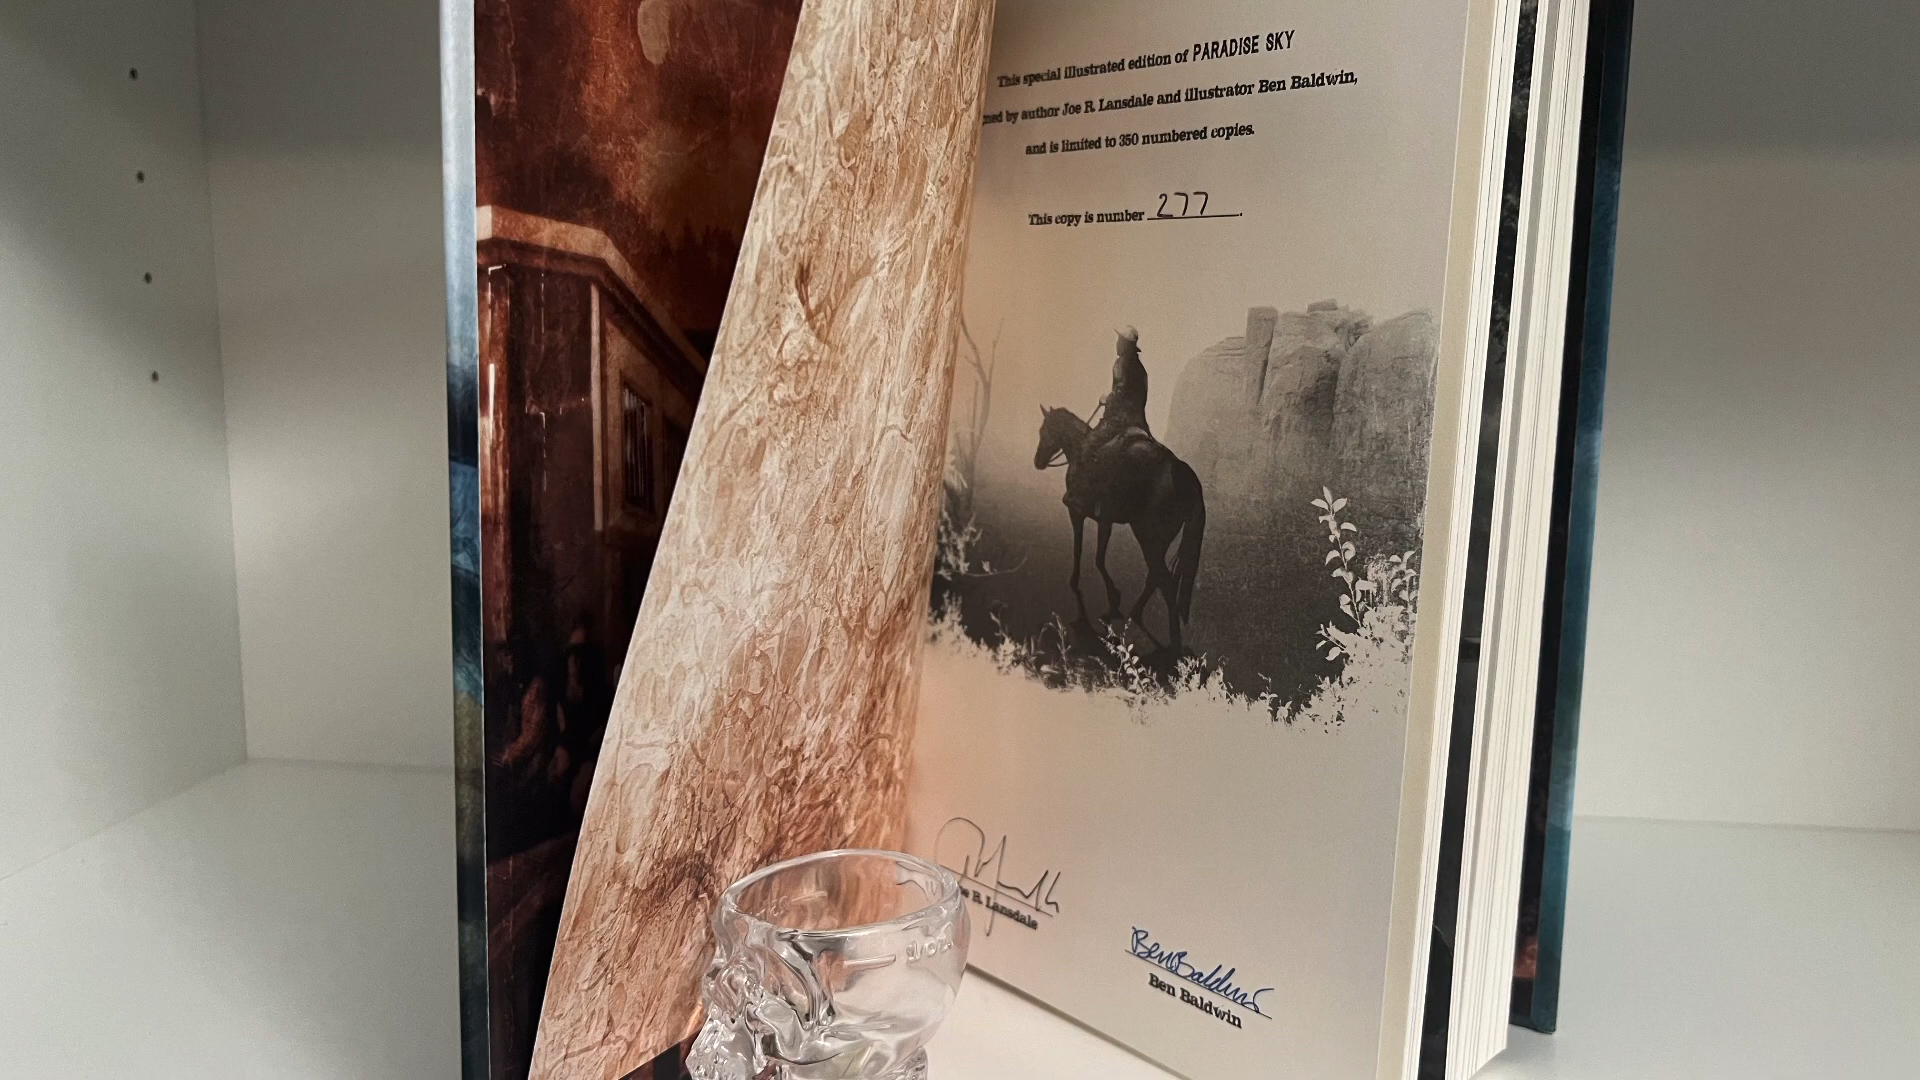 This special illustrated edition of PARADISE SKY
by author Joe R. Lansdale and illustrator Ben Baldwin,
and is limited to 350 numbered copies.
This copy is number 277.
R. Lansdale
Ben Baldwin
Ben Baldwin